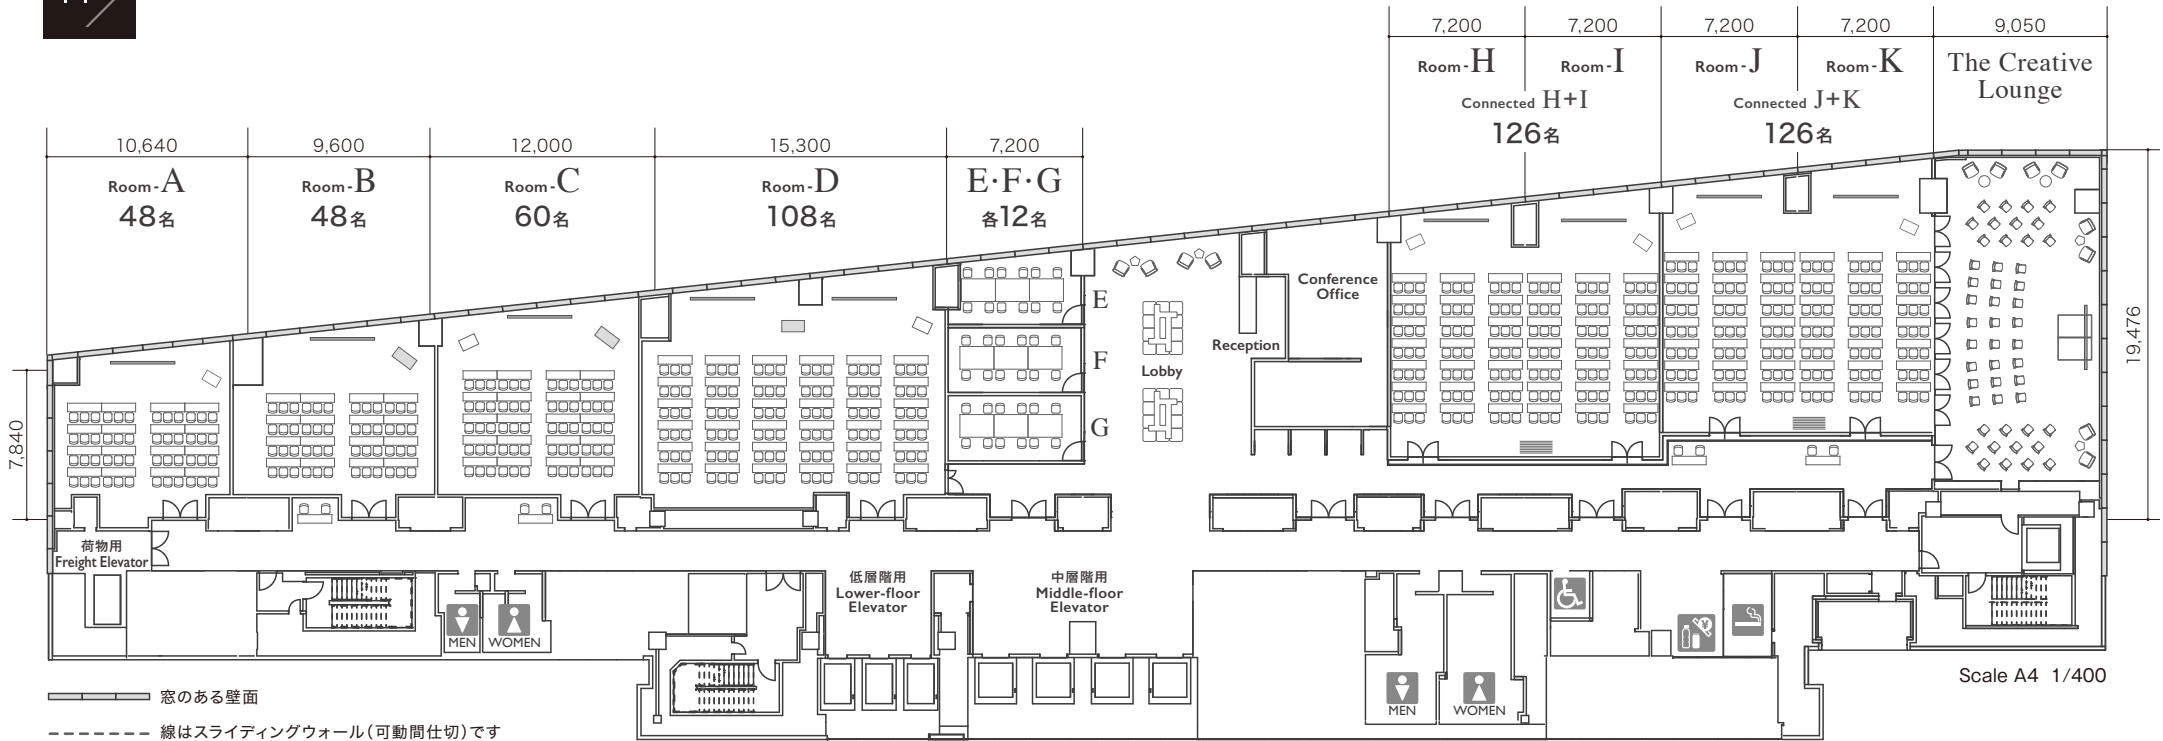 7,200
7,200
7,200
7,200
9,050
Room-H
Room-I
Room-J
Room-K
The Creative
Lounge
Connected H+I
Connected J+K
126名
126名
10,640
9,600
12,000
15,300
7,200
Room-A
Room-B
Room-C
Room-D
E・F・G
48名
48名
60名
108名
各12名
E
F
G
Conference
Office
Reception
Lobby
7,840
19,476
荷物用
Freight Elevator
低層階用
Lower-floor
Elevator
中層階用
Middle-floor
Elevator
MEN
WOMEN
MEN
WOMEN
¥
Scale A4 1/400
窓のある壁面
線はスライディングウォール(可動間仕切)です